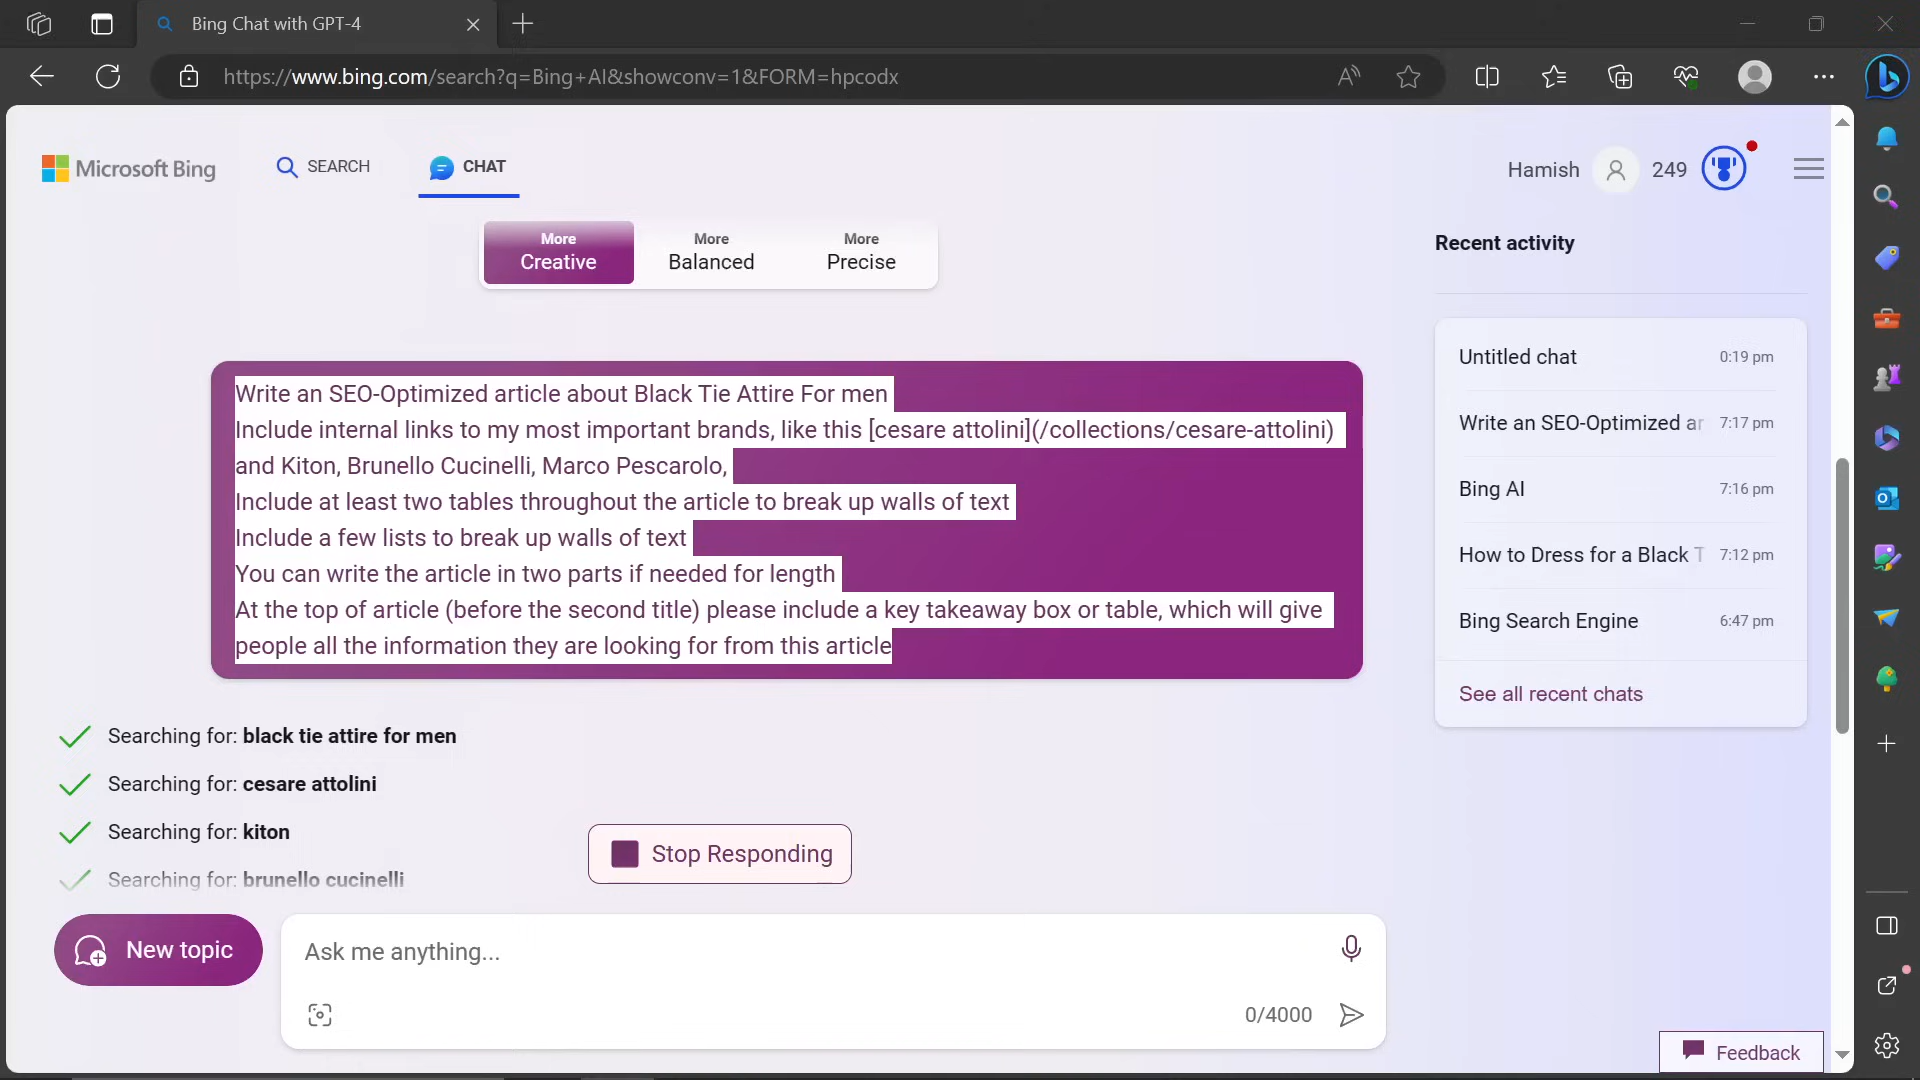 Bing Chat with GPT-4
https://www.bing.com/search?q=Bing+AI&showconv=1&FORM=hpcodx
Microsoft Bing
SEARCH
CHAT
Hamish
249
More
Creative
More
Balanced
More
Precise
Recent activity
Untitled chat 0:19 pm
Write an SEO-Optimized ar 7:17 pm
Bing AI 7:16 pm
How to Dress for a Black T 7:12 pm
Bing Search Engine 6:47 pm
See all recent chats
Write an SEO-Optimized article about Black Tie Attire For men
Include internal links to my most important brands, like this [cesare attolini](/collections/cesare-attolini)
and Kiton, Brunello Cucinelli, Marco Pescarolo,
Include at least two tables throughout the article to break up walls of text
Include a few lists to break up walls of text
You can write the article in two parts if needed for length
At the top of article (before the second title) please include a key takeaway box or table, which will give
people all the information they are looking for from this article
Searching for: black tie attire for men
Searching for: cesare attolini
Searching for: kiton
Searching for: brunello cucinelli
Stop Responding
New topic
Ask me anything...
0/4000
Feedback